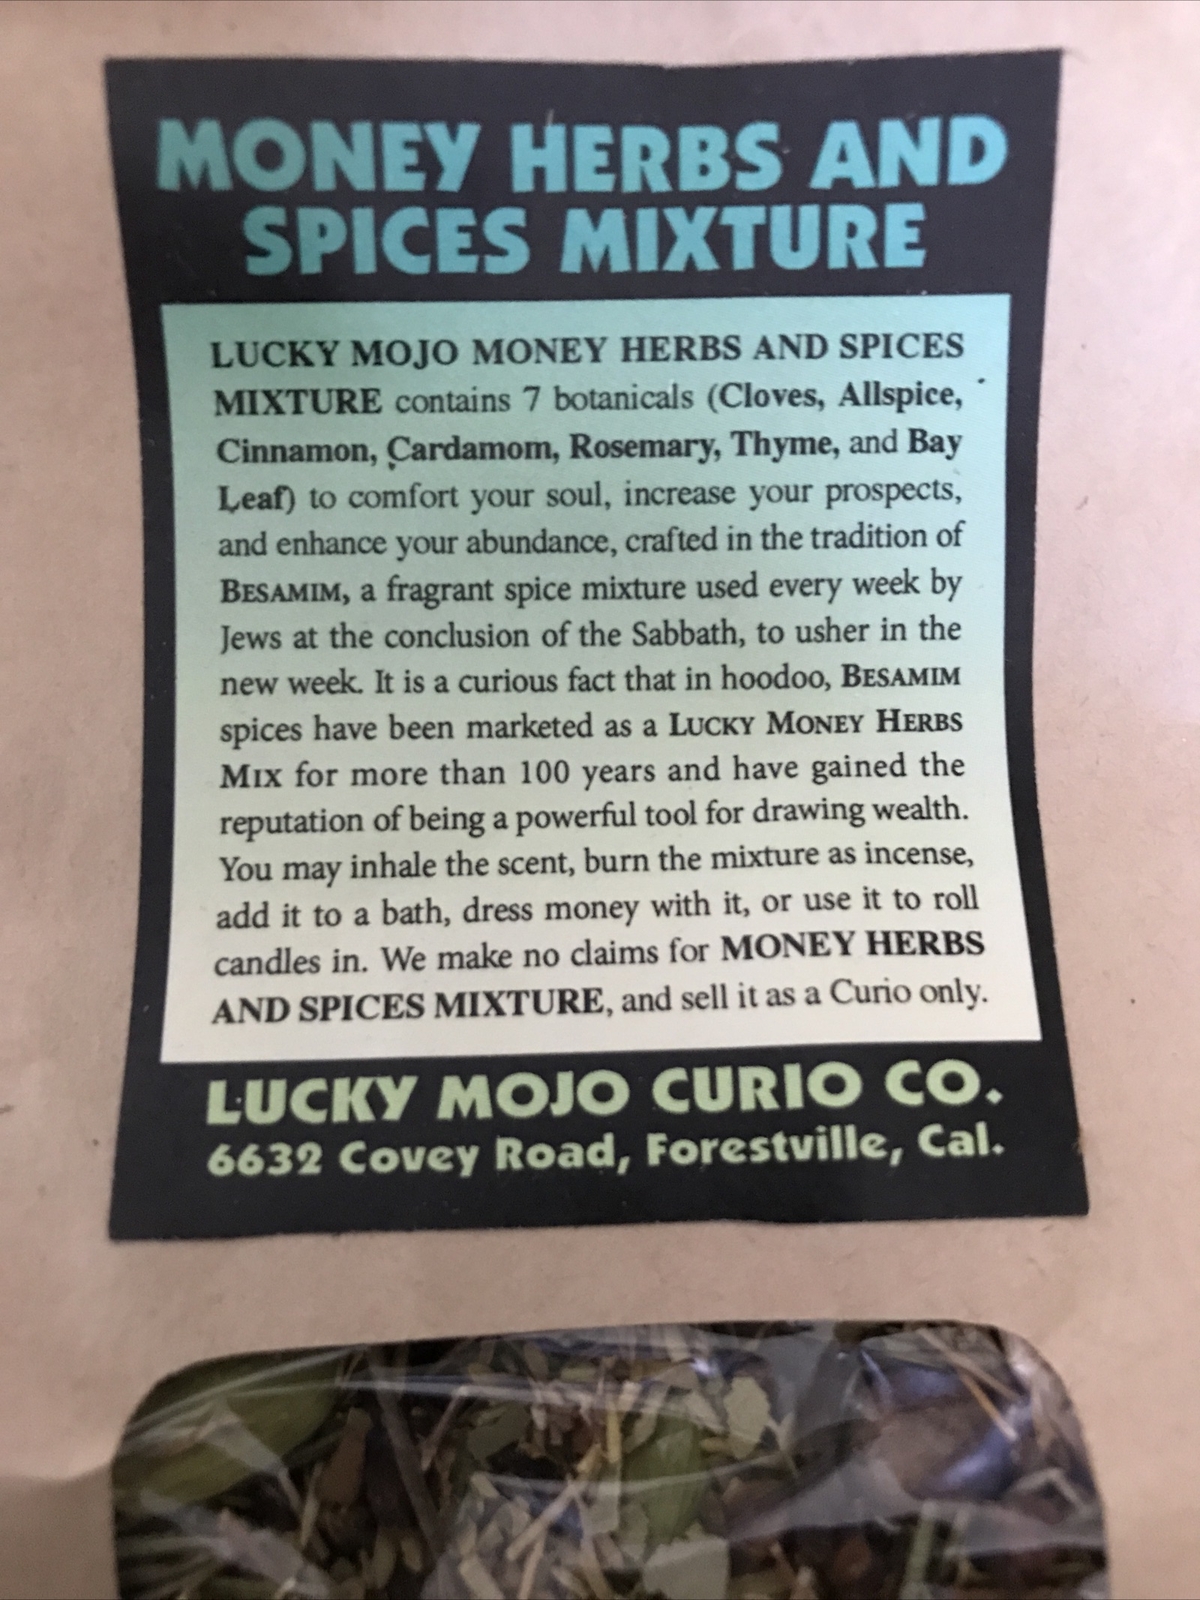 MONEY HERBS AND
SPICES MIXTURE
LUCKY MOJO MONEY HERBS AND SPICES
MIXTURE contains 7 botanicals (Cloves, Allspice,
Cinnamon, Cardamom, Rosemary, Thyme, and Bay
Leaf) to comfort your soul, increase your prospects,
and enhance your abundance, crafted in the tradition of
BESAMIM, a fragrant spice mixture used every week by
Jews at the conclusion of the Sabbath, to usher in the
new week. It is a curious fact that in hoodoo, BESAMIM
spices have been marketed as a LUCKY MONEY HERBS
MIX for more than 100 years and have gained the
reputation of being a powerful tool for drawing wealth.
You may inhale the scent, burn the mixture as incense,
add it to a bath, dress money with it, or use it to roll
candles in. We make no claims for MONEY HERBS
AND SPICES MIXTURE, and sell it as a Curio only.
LUCKY MOJO CURIO CO.
6632 Covey Road, Forestville, Cal.